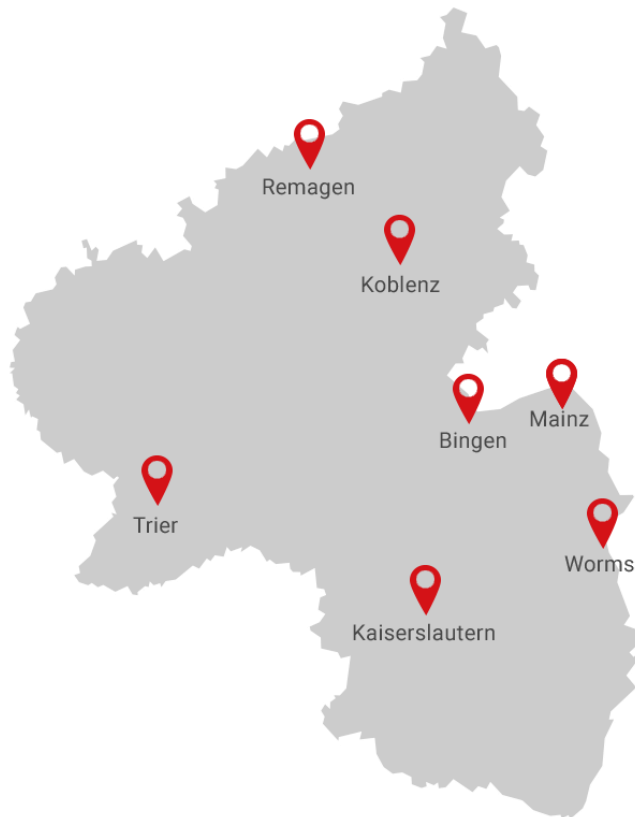 Remagen
Koblenz
Mainz
Bingen
Trier
Worms
Kaiserslautern